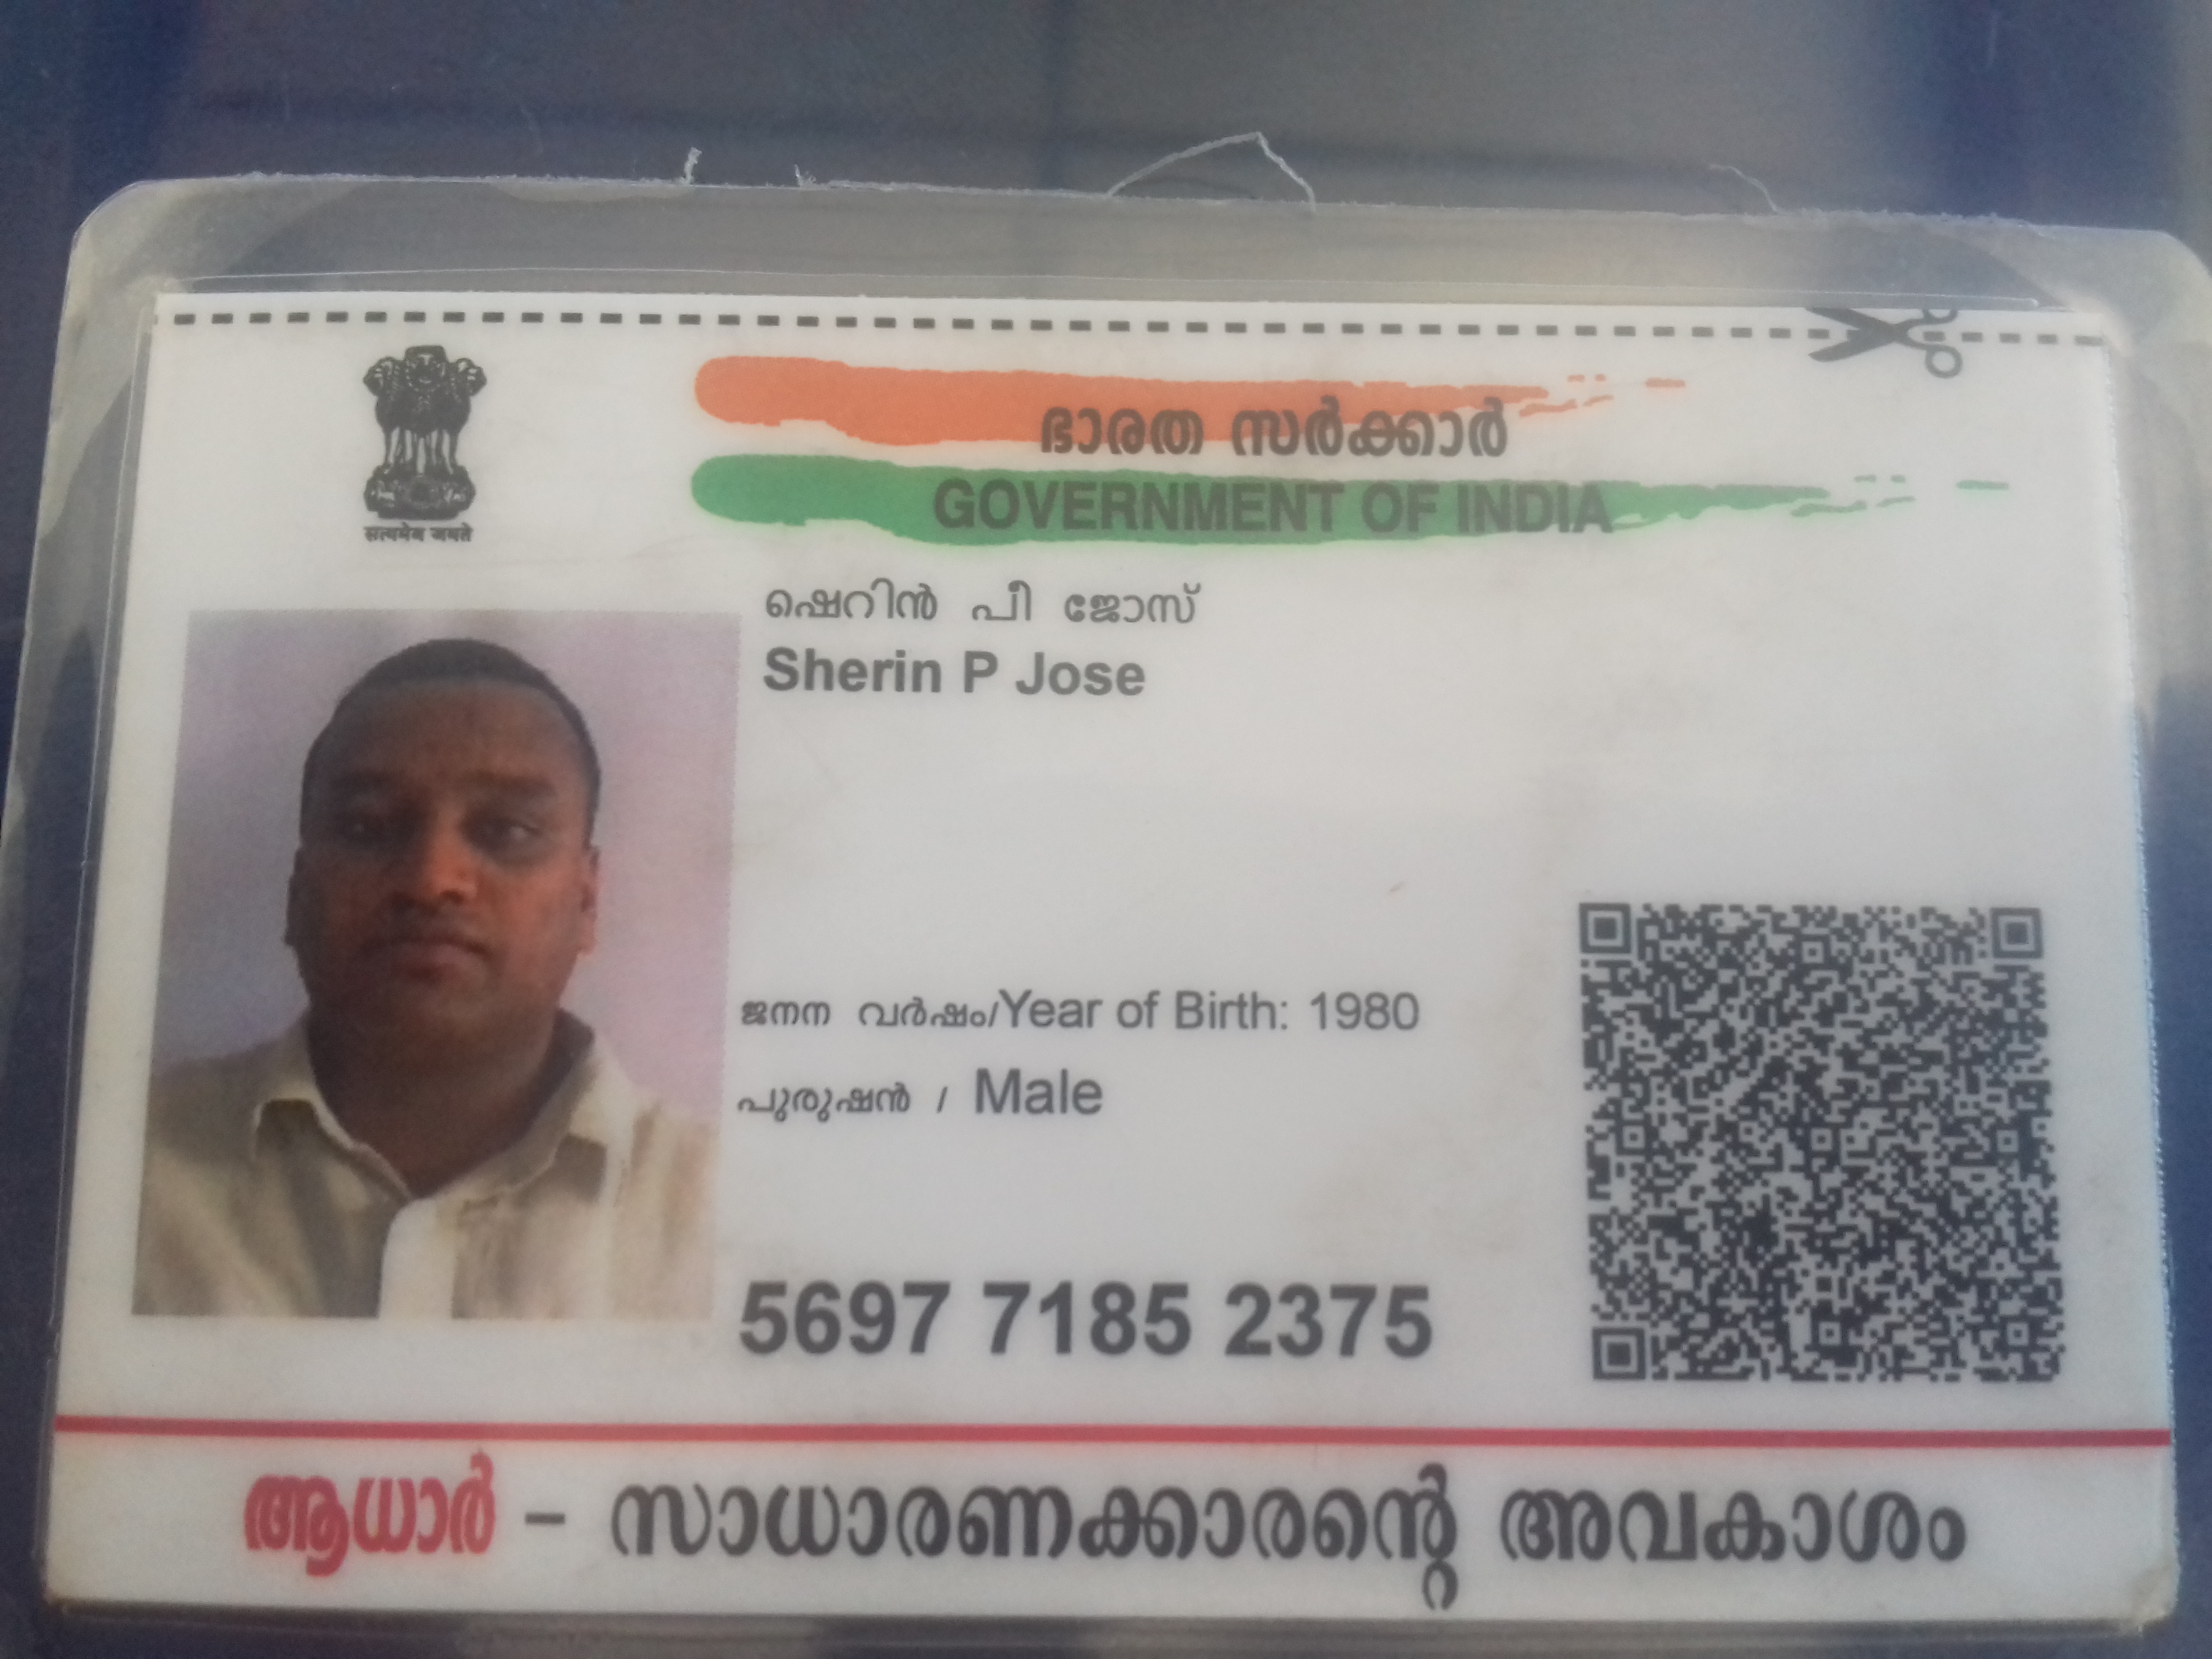 सत्यमेव जयते
ഭാരത സർക്കാർ
GOVERNMENT OF INDIA
ഷെറിൻ പീ ജോസ്
Sherin P Jose
ജനന വർഷം/Year of Birth: 1980
പുരുഷൻ / Male
5697 7185 2375
ആധാർ - സാധാരണക്കാരന്റെ അവകാശം